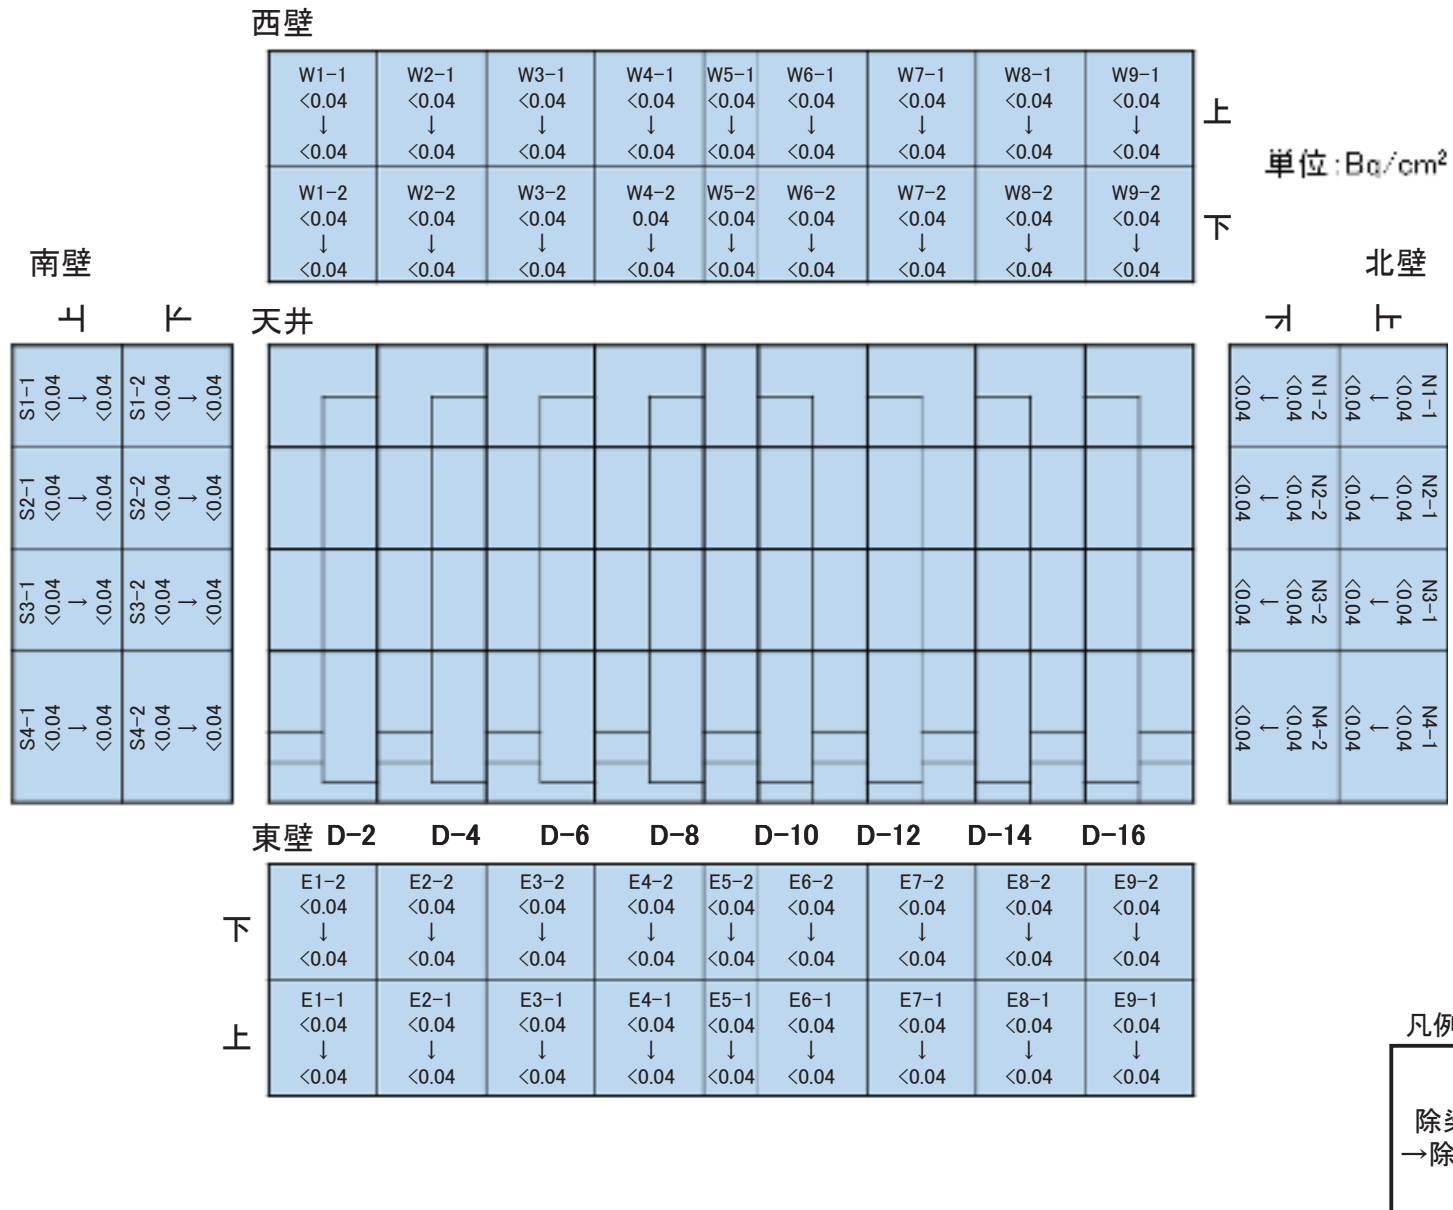 西壁
W1-1 W2-1 W3-1 W4-1 W5-1 W6-1 W7-1 W8-1 W9-1
<0.04 <0.04 <0.04 <0.04 <0.04 <0.04 <0.04 <0.04 <0.04
↓ ↓ ↓ ↓ ↓ ↓ ↓ ↓ ↓
<0.04 <0.04 <0.04 <0.04 <0.04 <0.04 <0.04 <0.04 <0.04
上
単位:Bq/cm²
W1-2 W2-2 W3-2 W4-2 W5-2 W6-2 W7-2 W8-2 W9-2
<0.04 <0.04 <0.04 0.04 <0.04 <0.04 <0.04 <0.04 <0.04
↓ ↓ ↓ ↓ ↓ ↓ ↓ ↓ ↓
<0.04 <0.04 <0.04 <0.04 <0.04 <0.04 <0.04 <0.04 <0.04
下
南壁
上 下
S1-1 <0.04 → <0.04
S1-2 <0.04 → <0.04
S2-1 <0.04 → <0.04
S2-2 <0.04 → <0.04
S3-1 <0.04 → <0.04
S3-2 <0.04 → <0.04
S4-1 <0.04 → <0.04
S4-2 <0.04 → <0.04
天井
北壁
下 上
N1-2 <0.04 ← <0.04
N1-1 <0.04 ← <0.04
N2-2 <0.04 ← <0.04
N2-1 <0.04 ← <0.04
N3-2 <0.04 ← <0.04
N3-1 <0.04 ← <0.04
N4-2 <0.04 ← <0.04
N4-1 <0.04 ← <0.04
東壁 D-2 D-4 D-6 D-8 D-10 D-12 D-14 D-16
E1-2 E2-2 E3-2 E4-2 E5-2 E6-2 E7-2 E8-2 E9-2
<0.04 <0.04 <0.04 <0.04 <0.04 <0.04 <0.04 <0.04 <0.04
↓ ↓ ↓ ↓ ↓ ↓ ↓ ↓ ↓
<0.04 <0.04 <0.04 <0.04 <0.04 <0.04 <0.04 <0.04 <0.04
下
E1-1 E2-1 E3-1 E4-1 E5-1 E6-1 E7-1 E8-1 E9-1
<0.04 <0.04 <0.04 <0.04 <0.04 <0.04 <0.04 <0.04 <0.04
↓ ↓ ↓ ↓ ↓ ↓ ↓ ↓ ↓
<0.04 <0.04 <0.04 <0.04 <0.04 <0.04 <0.04 <0.04 <0.04
上
凡例
除
→除